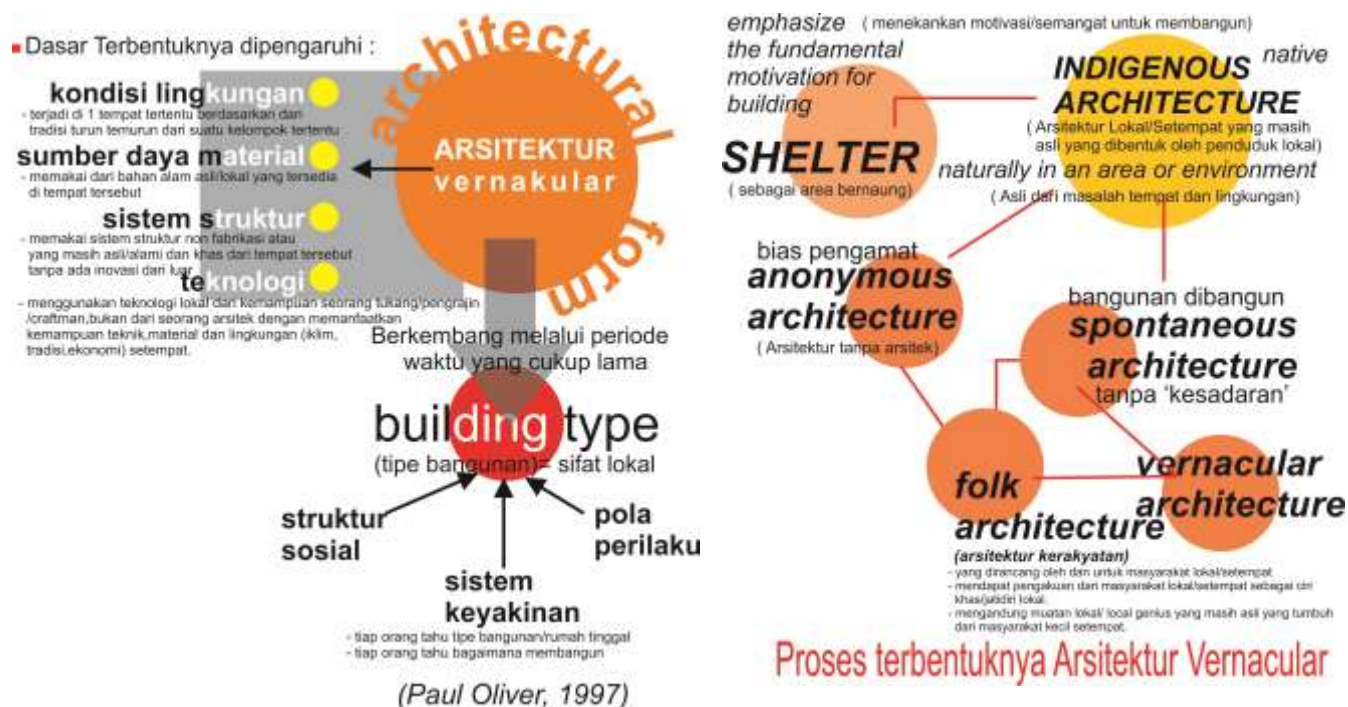 Dasar Terbentuknya dipengaruhi :
architectural form
kondisi lingkungan
- terjadi di 1 tempat tertentu berdasarkan dari
tradisi turun temurun dari suatu kelompok tertentu
sumber daya material
- memakai dari bahan alam asli/lokal yang tersedia
di tempat tersebut
sistem struktur
- memakai sistem struktur non fabrikasi atau
yang masih asli/alami dan khas dari tempat tersebut
tanpa ada inovasi dari luar
teknologi
- menggunakan teknologi lokal dari kemampuan seorang tukang/pengrajin
/craftman,bukan dari seorang arsitek dengan memanfaatkan
kemampuan teknik,material dan lingkungan (iklim,
tradisi,ekonomi) setempat.
ARSITEKTUR
vernakular
Berkembang melalui periode
waktu yang cukup lama
building type
(tipe bangunan)= sifat lokal
struktur
sosial
sistem
keyakinan
pola
perilaku
- tiap orang tahu tipe bangunan/rumah tinggal
- tiap orang tahu bagaimana membangun
(Paul Oliver, 1997)
emphasize ( menekankan motivasi/semangat untuk membangun)
the fundamental
motivation for
building
SHELTER
( sebagai area bernaung)
native
INDIGENOUS
ARCHITECTURE
( Arsitektur Lokal/Setempat yang masih
asli yang dibentuk oleh penduduk lokal)
naturally in an area or environment
( Asli dari masalah tempat dan lingkungan)
bias pengamat
anonymous
architecture
( Arsitektur tanpa arsitek)
bangunan dibangun
spontaneous
architecture
tanpa 'kesadaran'
folk
architecture
(arsitektur kerakyatan)
- yang dirancang oleh dan untuk masyarakat lokal/setempat
- mendapat pengakuan dari masyarakat lokal/setempat sebagai ciri
khas/jatidiri lokal.
- mengandung muatan lokal/ local genius yang masih asli yang tumbuh
dari masyarakat kecil setempat.
vernacular
architecture
Proses terbentuknya Arsitektur Vernacular